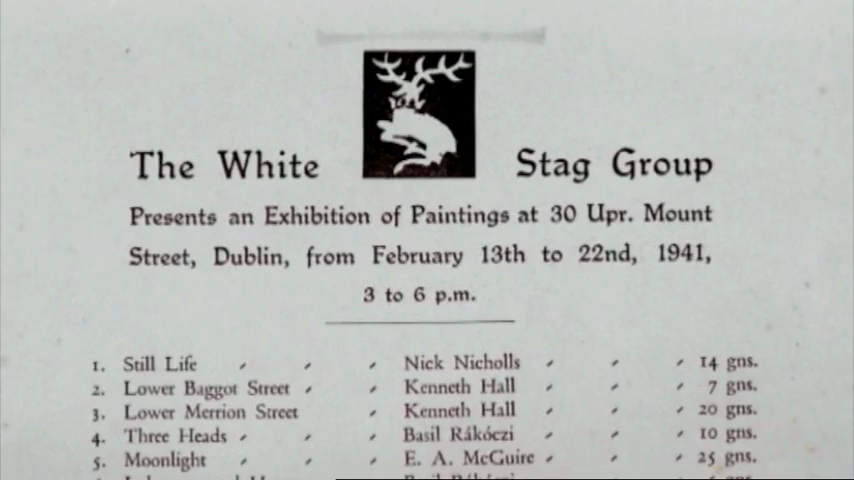 The White Stag Group
Presents an Exhibition of Paintings at 30 Upr. Mount
Street, Dublin, from February 13th to 22nd, 1941,
3 to 6 p.m.
1. Still Life Nick Nicholls 14 gns.
2. Lower Baggot Street Kenneth Hall 7 gns.
3. Lower Merrion Street Kenneth Hall 20 gns.
4. Three Heads Basil Rákóczi 10 gns.
5. Moonlight E. A. McGuire 25 gns.